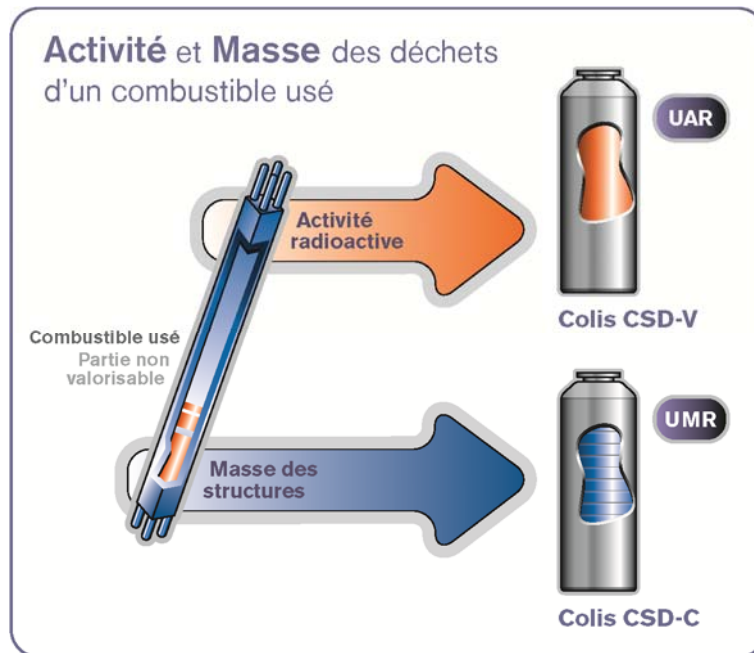 Activité et Masse des déchets
d'un combustible usé
UAR
Activité
radioactive
Colis CSD-V
Combustible usé
Partie non
valorisable
UMR
Masse des
structures
Colis CSD-C